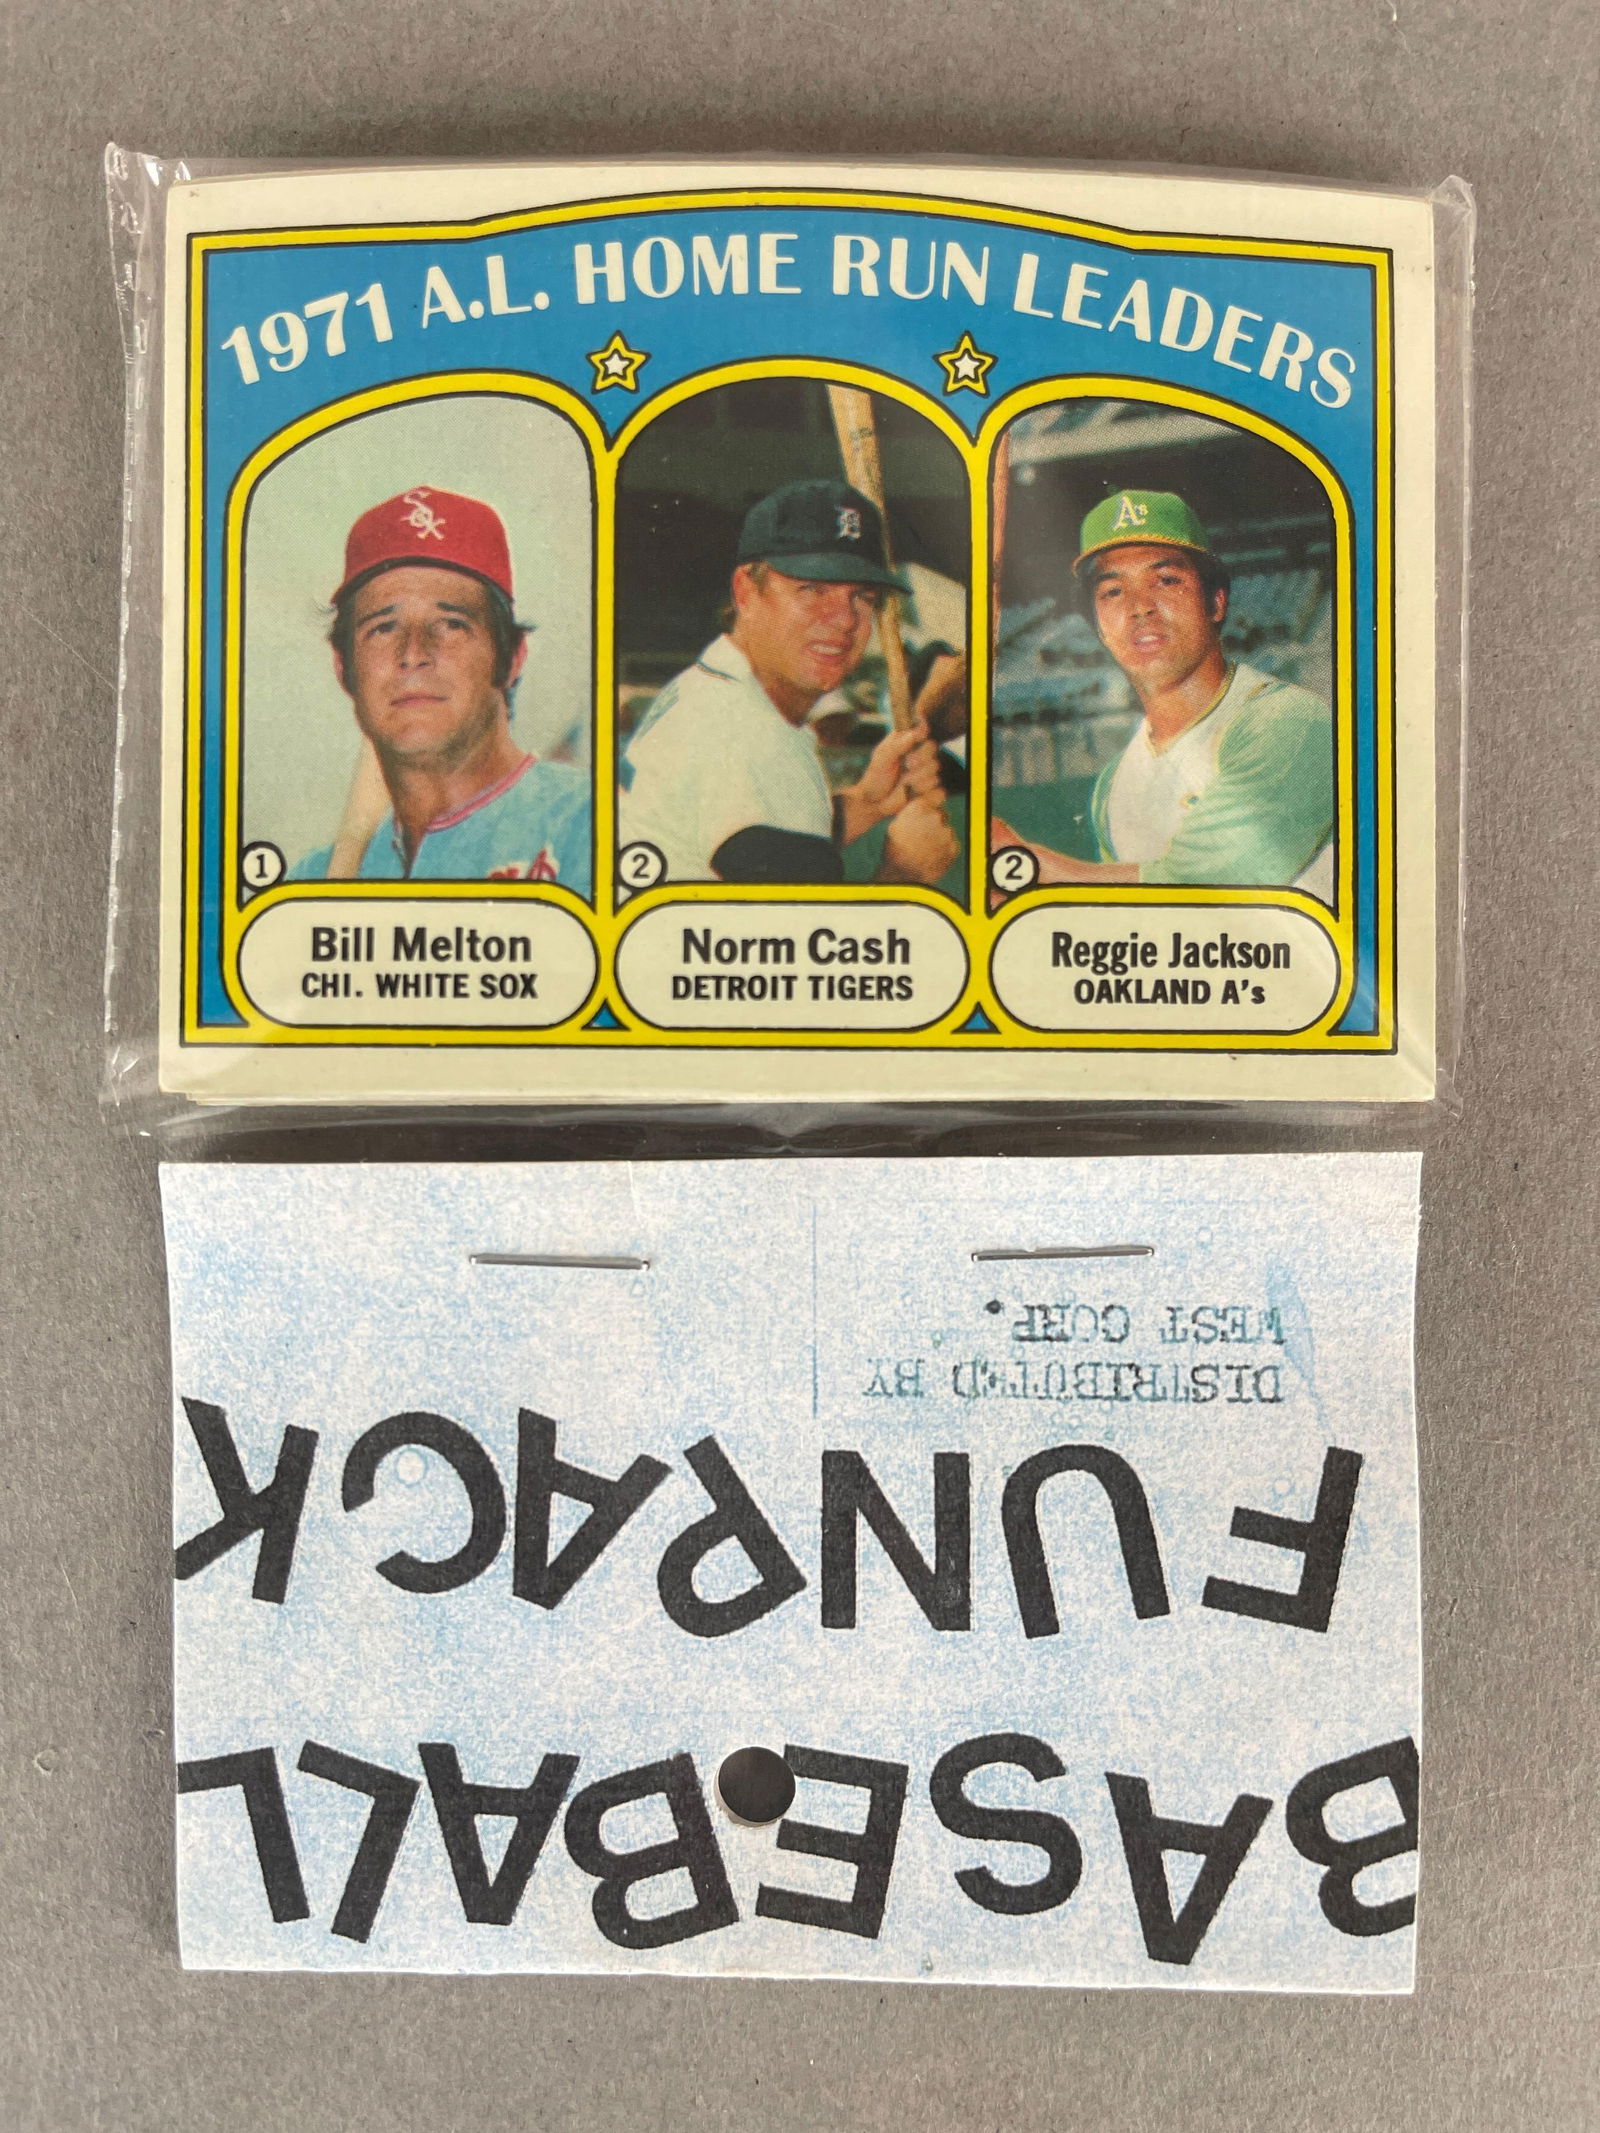 1971 A.L. HOME RUN LEADERS
Sox
A's
1
2
2
Bill Melton
CHI. WHITE SOX
Norm Cash
DETROIT TIGERS
Reggie Jackson
OAKLAND A's
BASEBALL
FUNPACK
DISTRIBUTED BY
WEST CORP.